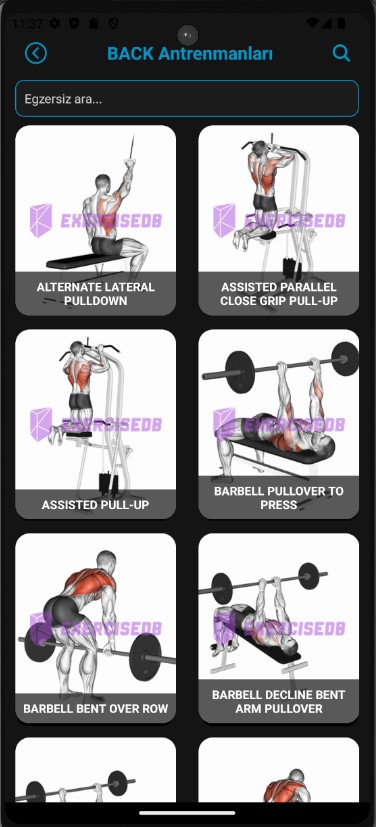 11:37
BACK Antrenmanları
Egzersiz ara...
EXERCISEDB
ALTERNATE LATERAL
PULLDOWN
EXERCISEDB
ASSISTED PARALLEL
CLOSE GRIP PULL-UP
EXERCISEDB
ASSISTED PULL-UP
EXERCISEDB
BARBELL PULLOVER TO
PRESS
EXERCISEDB
BARBELL BENT OVER ROW
EXERCISEDB
BARBELL DECLINE BENT
ARM PULLOVER